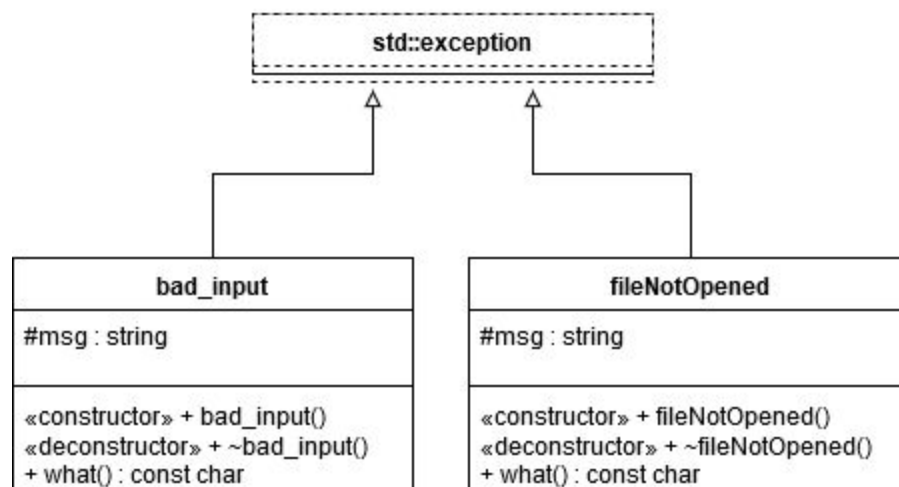 std::exception
bad_input
#msg : string
«constructor» + bad_input()
«deconstructor» + ~bad_input()
+ what() : const char
fileNotOpened
#msg : string
«constructor» + fileNotOpened()
«deconstructor» + ~fileNotOpened()
+ what() : const char